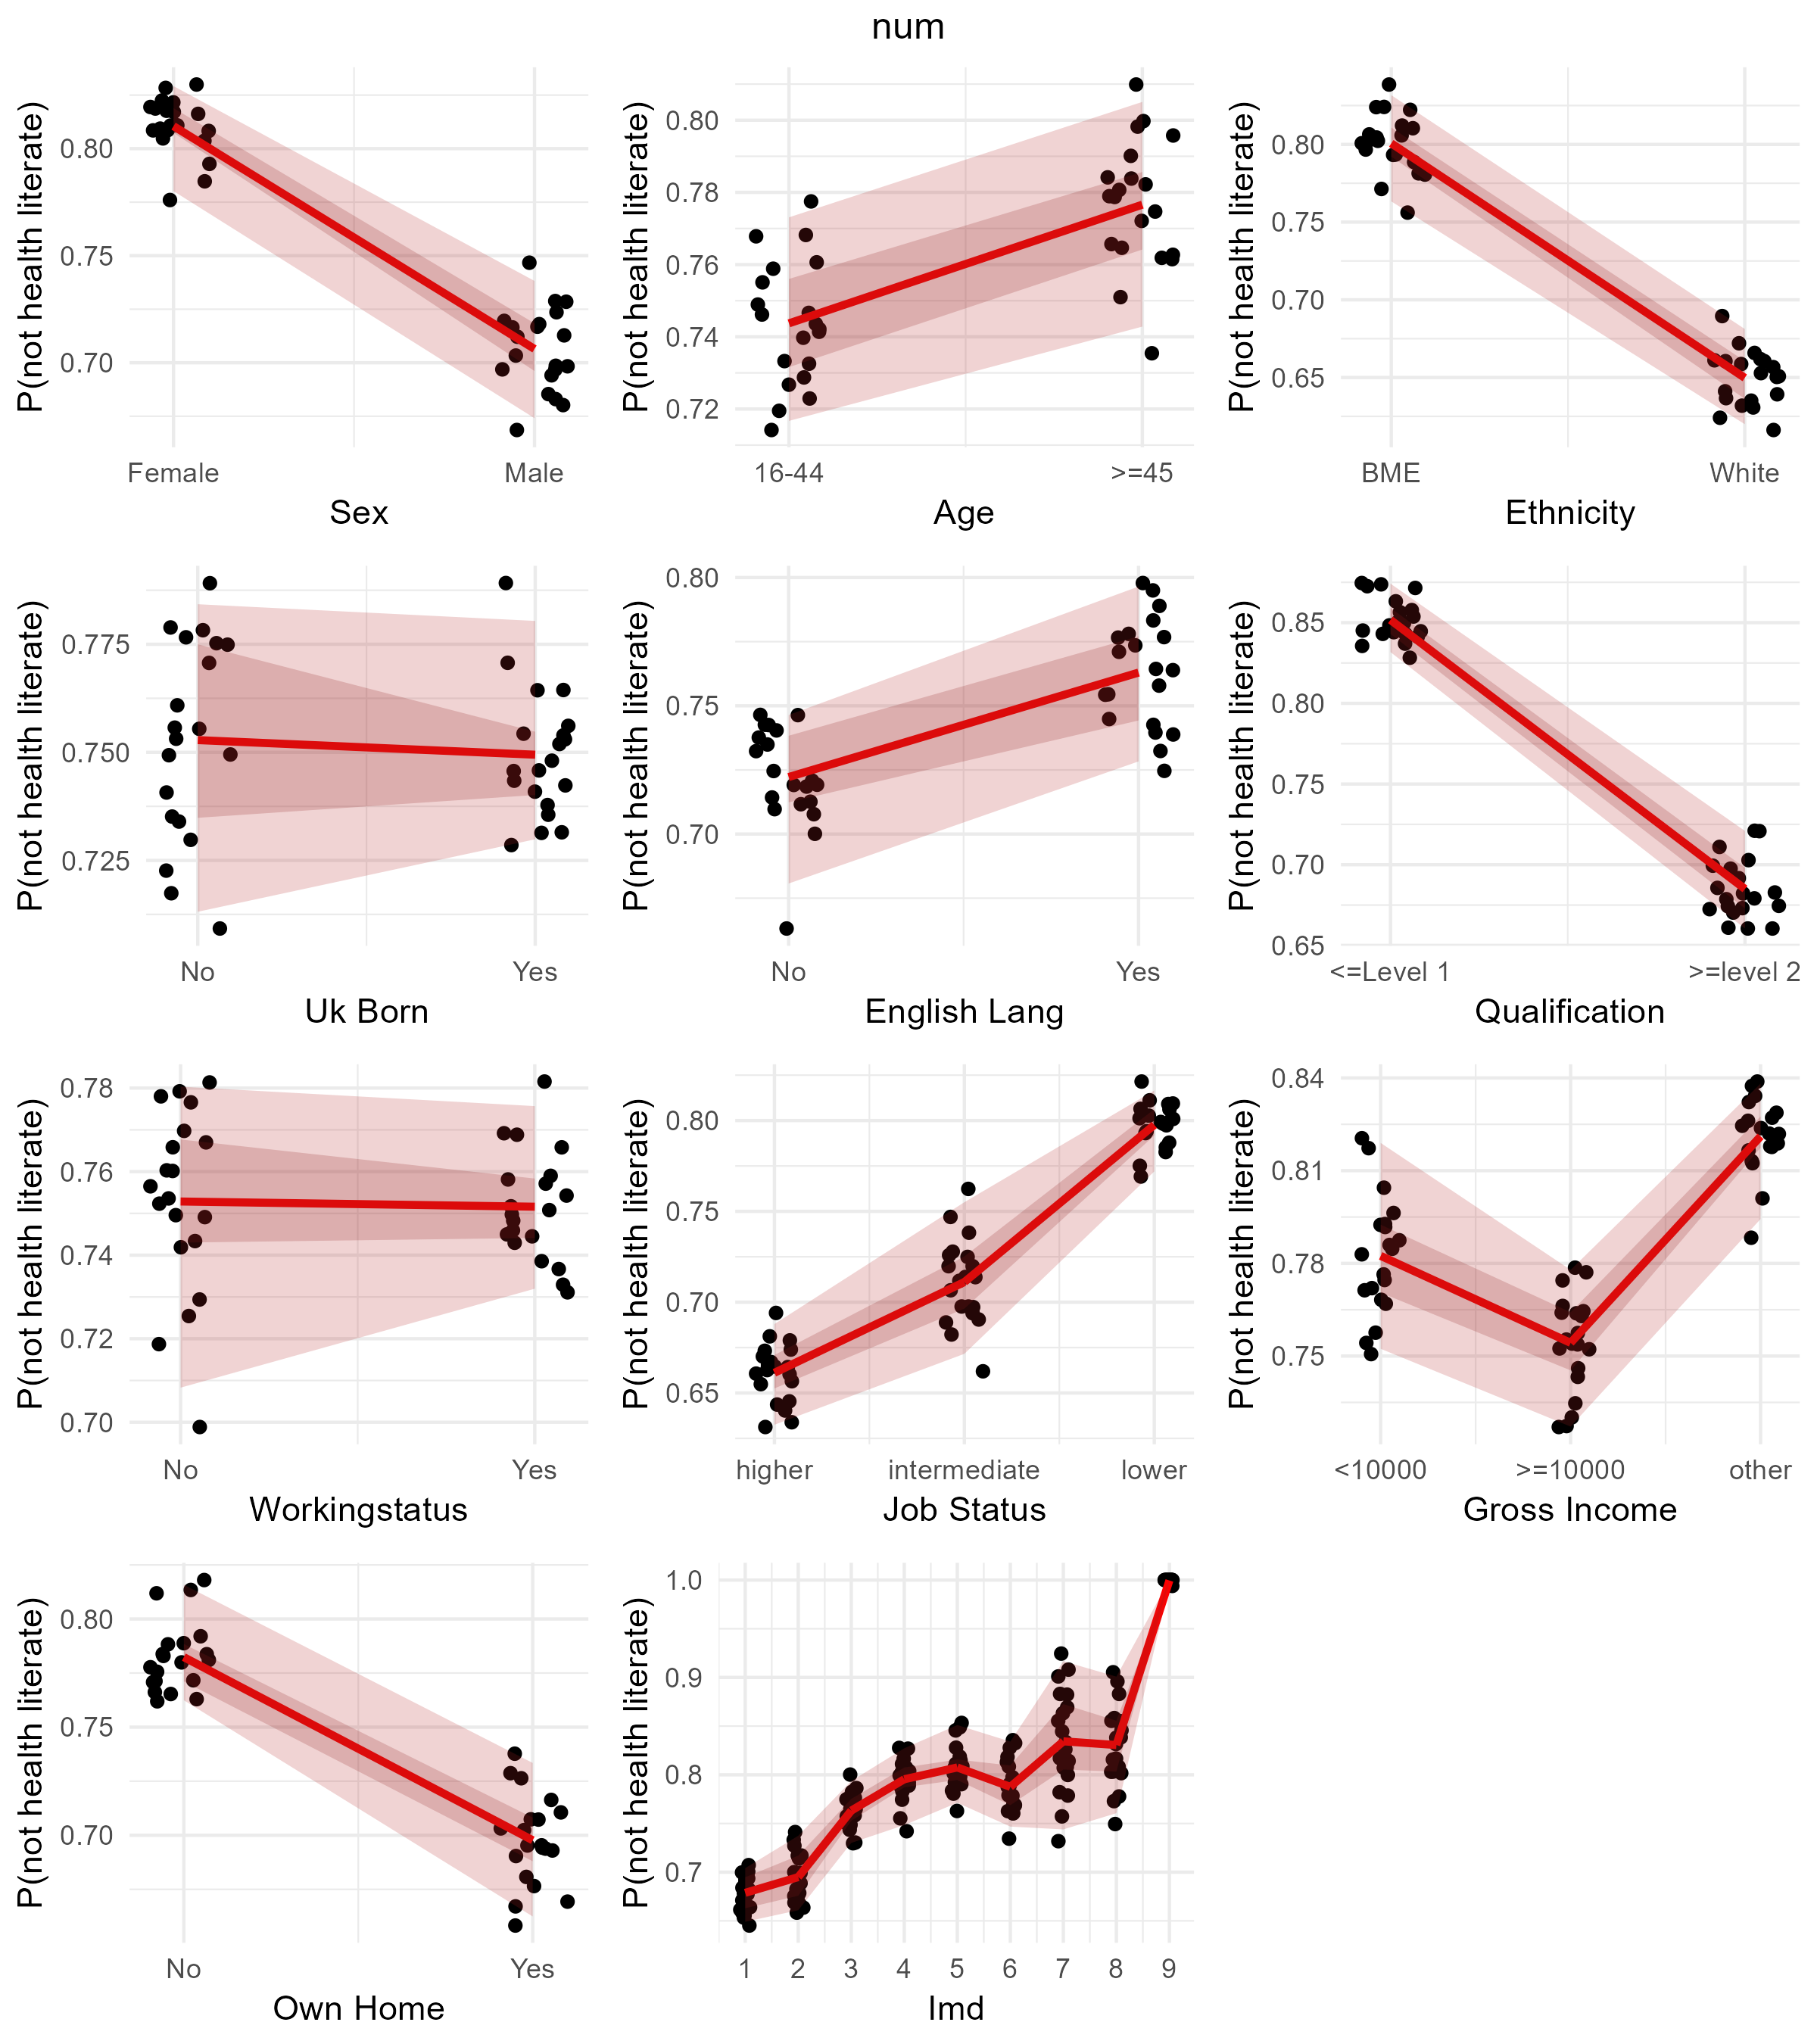 num
P(not health literate)
0.80
0.75
0.70
Female Male
Sex
P(not health literate)
0.80
0.78
0.76
0.74
0.72
16-44 >=45
Age
P(not health literate)
0.80
0.75
0.70
0.65
BME White
Ethnicity
P(not health literate)
0.775
0.750
0.725
No Yes
Uk Born
P(not health literate)
0.80
0.75
0.70
No Yes
English Lang
P(not health literate)
0.85
0.80
0.75
0.70
0.65
<=Level 1 >=level 2
Qualification
P(not health literate)
0.78
0.76
0.74
0.72
0.70
No Yes
Workingstatus
P(not health literate)
0.80
0.75
0.70
0.65
higher intermediate lower
Job Status
P(not health literate)
0.84
0.81
0.78
0.75
<10000 >=10000 other
Gross Income
P(not health literate)
0.80
0.75
0.70
No Yes
Own Home
P(not health literate)
1.0
0.9
0.8
0.7
1 2 3 4 5 6 7 8 9
Imd